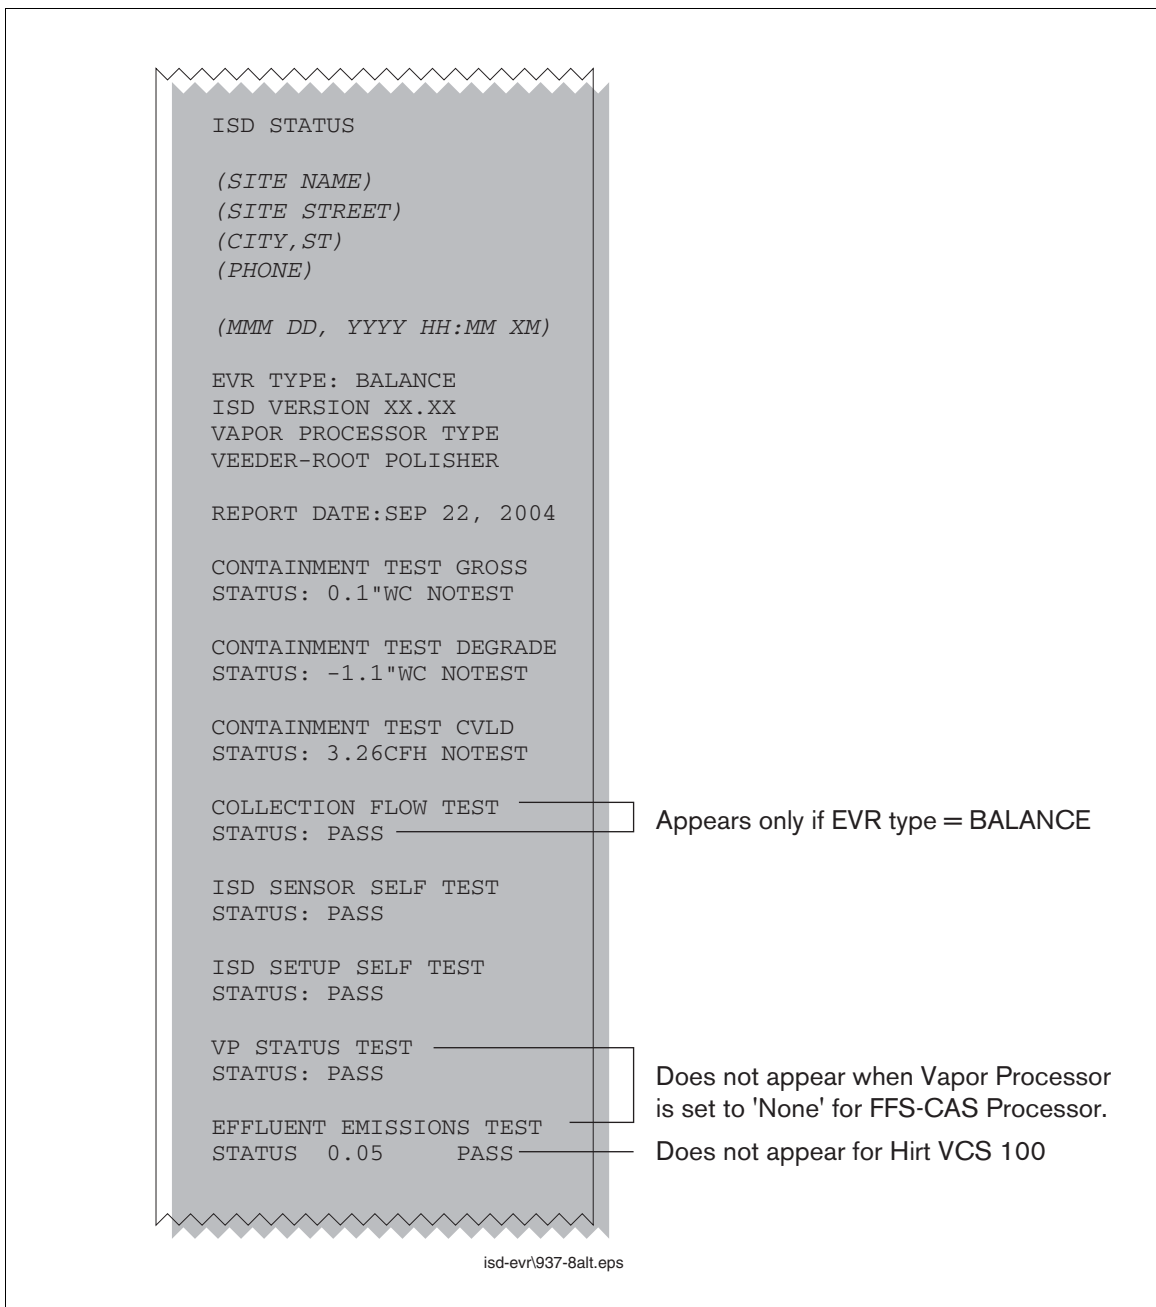 ISD STATUS
(SITE NAME)
(SITE STREET)
(CITY,ST)
(PHONE)
(MMM DD, YYYY HH:MM XM)
EVR TYPE: BALANCE
ISD VERSION XX.XX
VAPOR PROCESSOR TYPE
VEEDER-ROOT POLISHER
REPORT DATE:SEP 22, 2004
CONTAINMENT TEST GROSS
STATUS: 0.1"WC NOTEST
CONTAINMENT TEST DEGRADE
STATUS: -1.1"WC NOTEST
CONTAINMENT TEST CVLD
STATUS: 3.26CFH NOTEST
COLLECTION FLOW TEST
STATUS: PASS
Appears only if EVR type = BALANCE
ISD SENSOR SELF TEST
STATUS: PASS
ISD SETUP SELF TEST
STATUS: PASS
VP STATUS TEST
STATUS: PASS
Does not appear when Vapor Processor
is set to 'None' for FFS-CAS Processor.
EFFLUENT EMISSIONS TEST
STATUS 0.05 PASS
Does not appear for Hirt VCS 100
isd-evr\937-8alt.eps